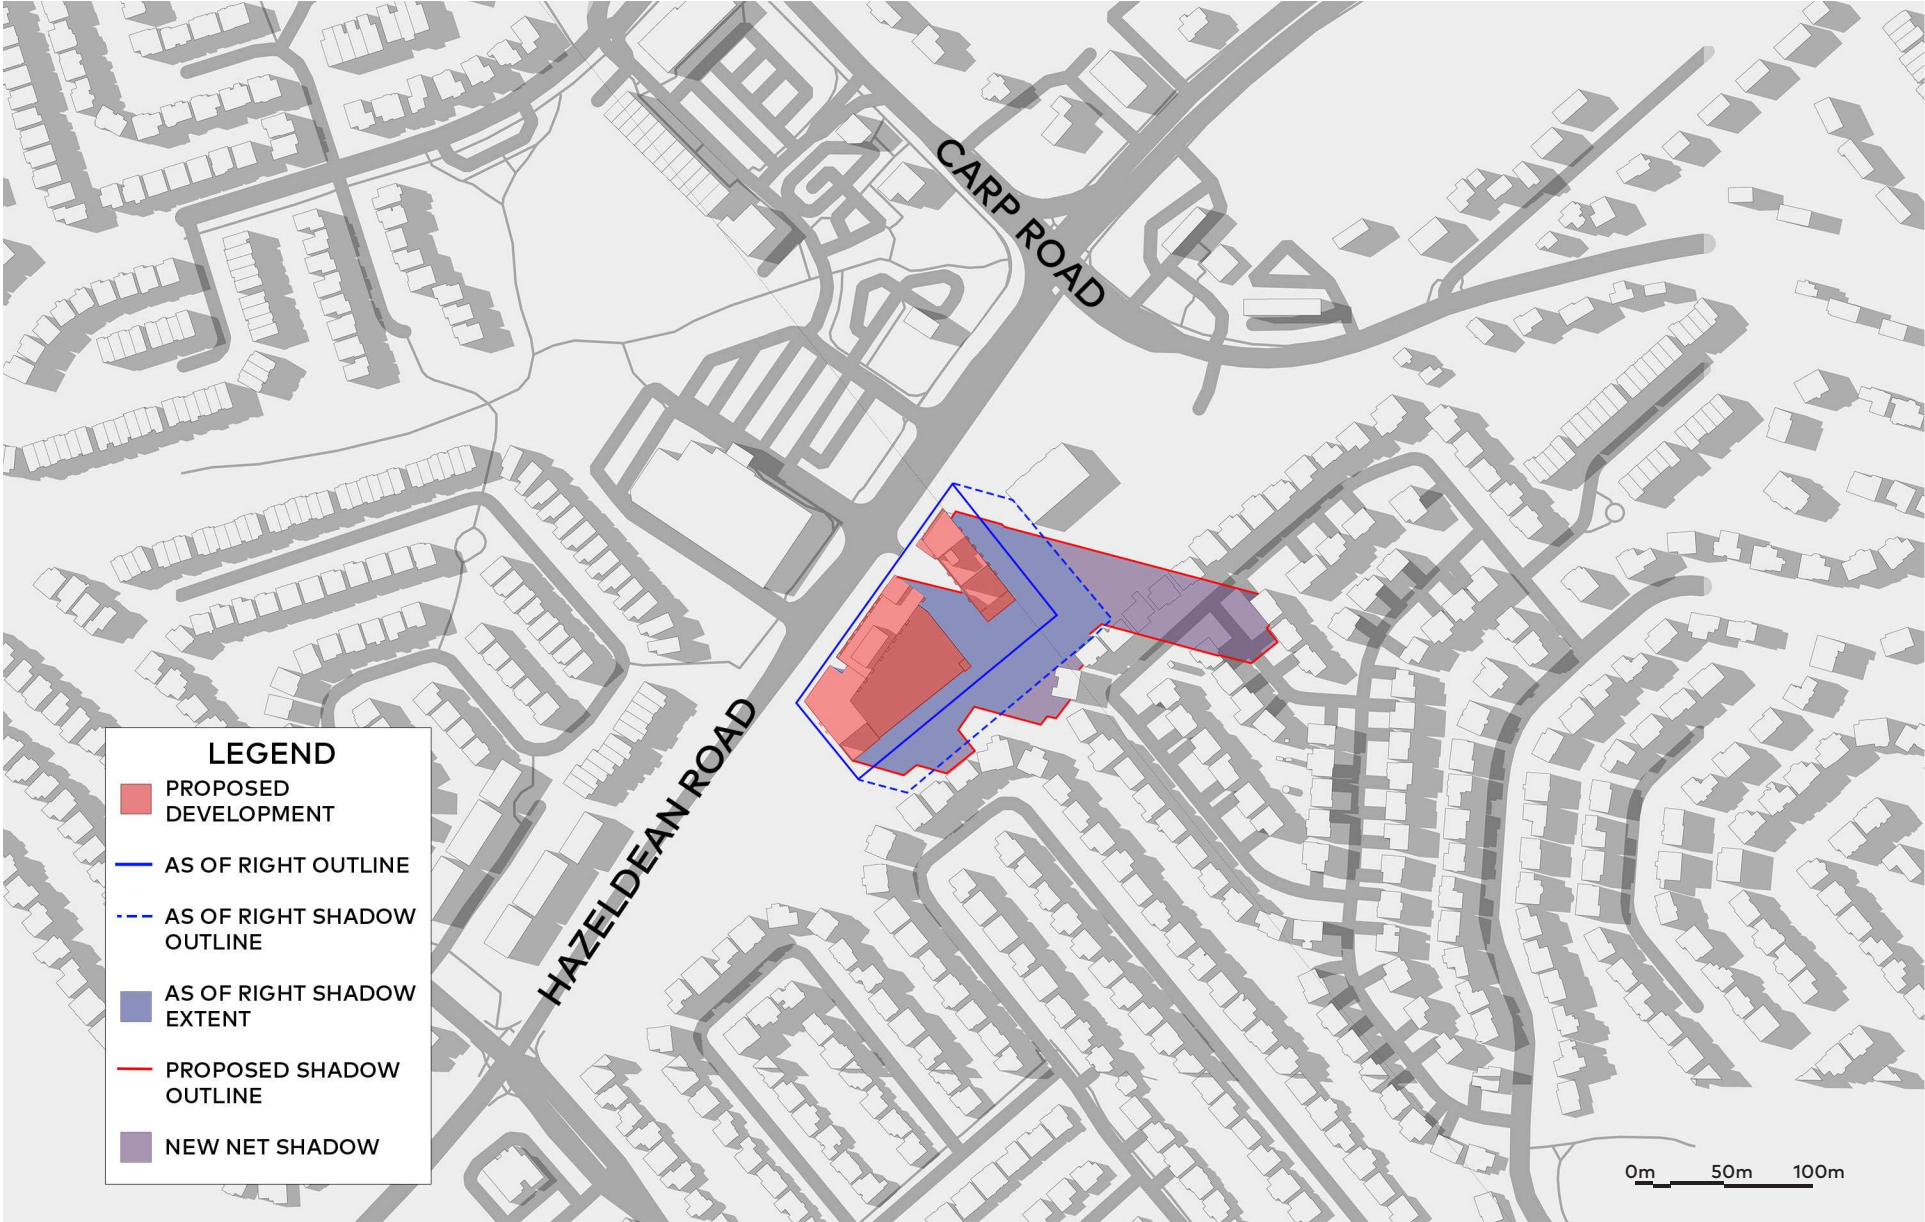 CARP ROAD
HAZELDEAN ROAD
LEGEND
PROPOSED
DEVELOPMENT
AS OF RIGHT OUTLINE
AS OF RIGHT SHADOW
OUTLINE
AS OF RIGHT SHADOW
EXTENT
PROPOSED SHADOW
OUTLINE
NEW NET SHADOW
0m 50m 100m